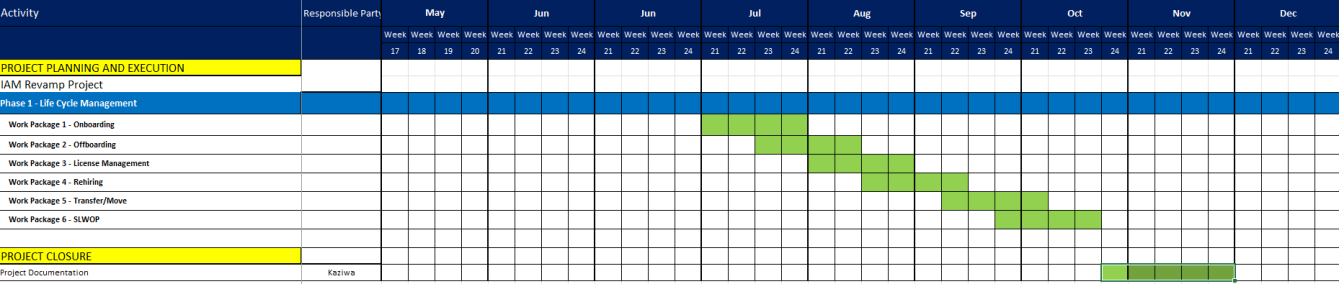 Activity Responsible Party May Jun Jun Jul Aug Sep Oct Nov Dec
Week Week Week Week Week Week Week Week Week Week Week Week Week Week Week Week Week Week Week Week Week Week Week Week Week Week Week Week Week Week Week Week Week Week Week Week
17 18 19 20 21 22 23 24 21 22 23 24 21 22 23 24 21 22 23 24 21 22 23 24 21 22 23 24 21 22 23 24 21 22 23 24
PROJECT PLANNING AND EXECUTION
IAM Revamp Project
Phase 1 - Life Cycle Management
Work Package 1 - Onboarding
Work Package 2 - Offboarding
Work Package 3 - License Management
Work Package 4 - Rehiring
Work Package 5 - Transfer/Move
Work Package 6 - SLWOP
PROJECT CLOSURE
Project Documentation Kaziwa